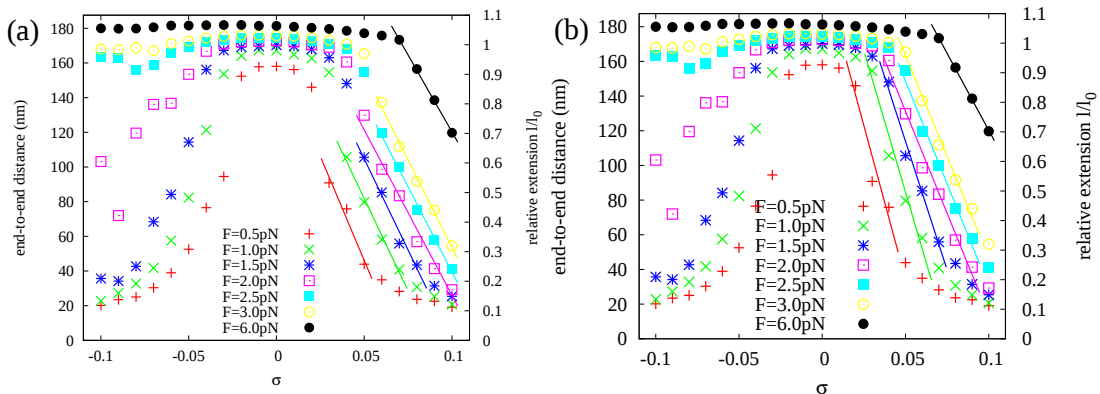 (a)
end-to-end distance (nm)
180
160
140
120
100
80
60
40
20
0
-0.1
-0.05
0
0.05
0.1
σ
1.1
1
0.9
0.8
0.7
0.6
0.5
0.4
0.3
0.2
0.1
relative extension l/l0
F=0.5pN
F=1.0pN
F=1.5pN
F=2.0pN
F=2.5pN
F=3.0pN
F=6.0pN
(b)
end-to-end distance (nm)
180
160
140
120
100
80
60
40
20
0
-0.1
-0.05
0
0.05
0.1
σ
1.1
1
0.9
0.8
0.7
0.6
0.5
0.4
0.3
0.2
0.1
0
relative extension l/l0
F=0.5pN
F=1.0pN
F=1.5pN
F=2.0pN
F=2.5pN
F=3.0pN
F=6.0pN